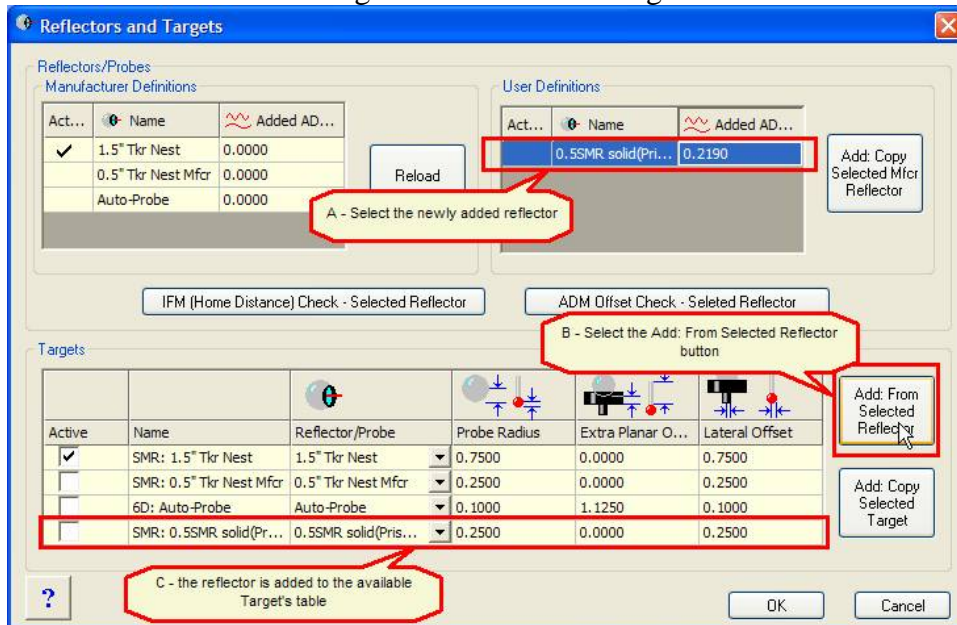 Reflectors and Targets
Reflectors/Probes
Manufacturer Definitions
User Definitions
Act... Name Added AD...
1.5" Tkr Nest 0.0000
0.5" Tkr Nest Mfcr 0.0000
Auto-Probe 0.0000
Reload
Act... Name Added AD...
0.5SMR solid(Pri... 0.2190
Add: Copy
Selected Mfcr
Reflector
A - Select the newly added reflector
IFM (Home Distance) Check - Selected Reflector
ADM Offset Check - Seleted Reflector
B - Select the Add: From Selected Reflector
button
Targets
Active Name Reflector/Probe Probe Radius Extra Planar O... Lateral Offset
SMR: 1.5" Tkr Nest 1.5" Tkr Nest 0.7500 0.0000 0.7500
SMR: 0.5" Tkr Nest Mfcr 0.5" Tkr Nest Mfcr 0.2500 0.0000 0.2500
6D: Auto-Probe Auto-Probe 0.1000 1.1250 0.1000
SMR: 0.5SMR solid(Pr... 0.5SMR solid(Pris... 0.2500 0.0000 0.2500
Add: From
Selected
Reflector
Add: Copy
Selected
Target
C - the reflector is added to the available
Target's table
?
OK
Cancel